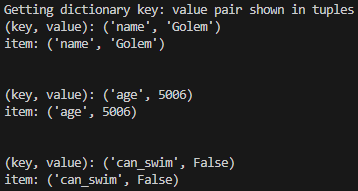 Getting dictionary key: value pair shown in tuples
(key, value): ('name', 'Golem')
item: ('name', 'Golem')
(key, value): ('age', 5006)
item: ('age', 5006)
(key, value): ('can_swim', False)
item: ('can_swim', False)